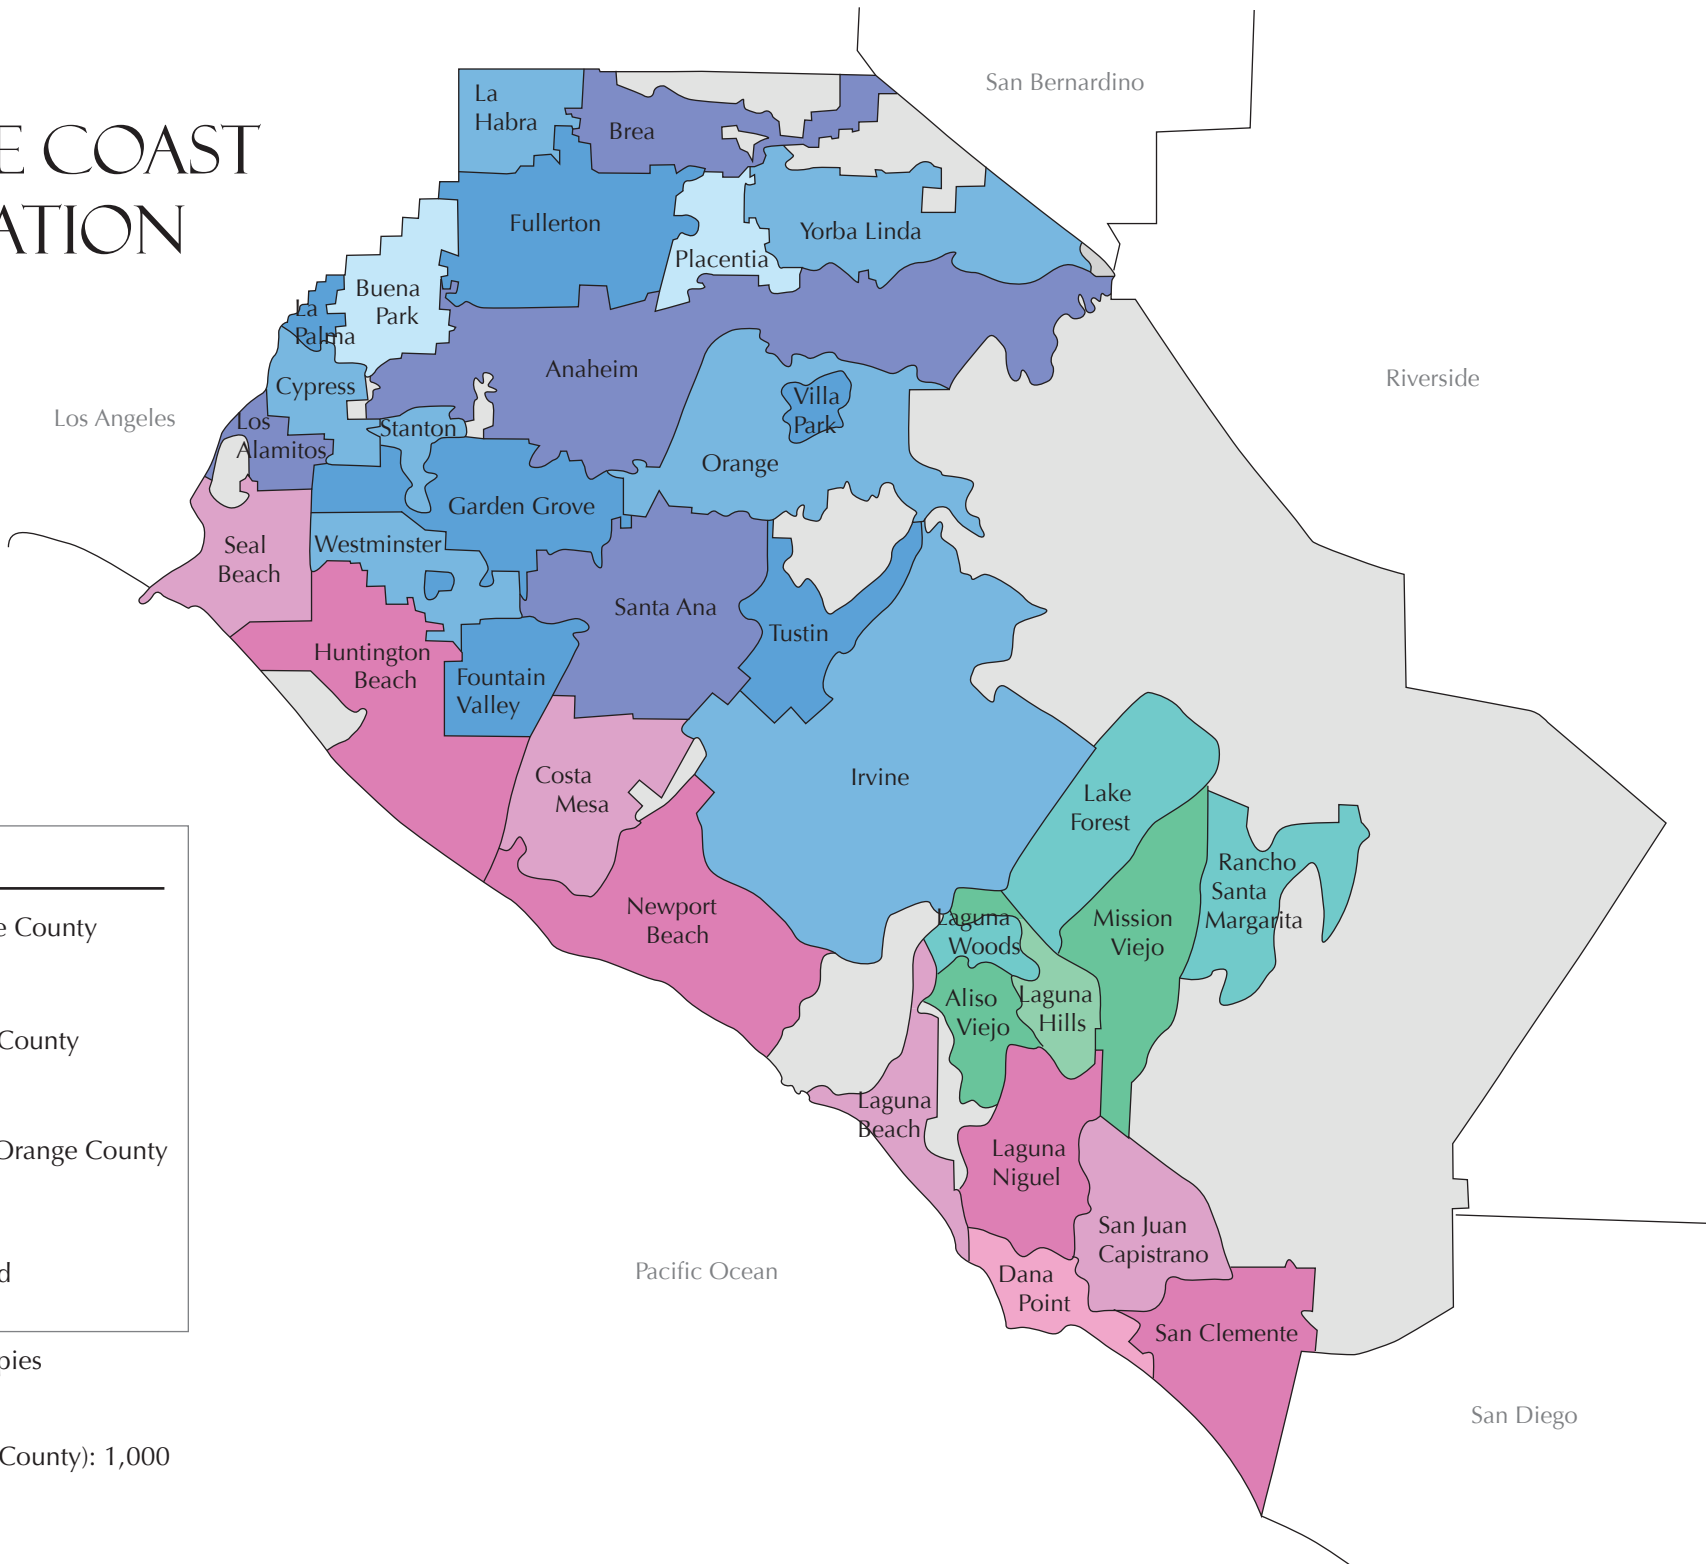 E COAST
ATION
San Bernardino
La
Habra
Brea
Fullerton
Yorba Linda
Placentia
Buena
Park
La
Palma
Anaheim
Riverside
Cypress
Villa
Park
Los Angeles
Los
Alamitos
Stanton
Orange
Garden Grove
Seal
Beach
Westminster
Santa Ana
Tustin
Huntington
Beach
Fountain
Valley
Costa
Mesa
Irvine
Lake
Forest
Rancho
Santa
Margarita
Newport
Beach
Laguna
Woods
Mission
Viejo
e County
Aliso
Viejo
Laguna
Hills
County
Laguna
Beach
Orange County
Laguna
Niguel
San Juan
Capistrano
d
Pacific Ocean
Dana
Point
San Clemente
pies
San Diego
County): 1,000